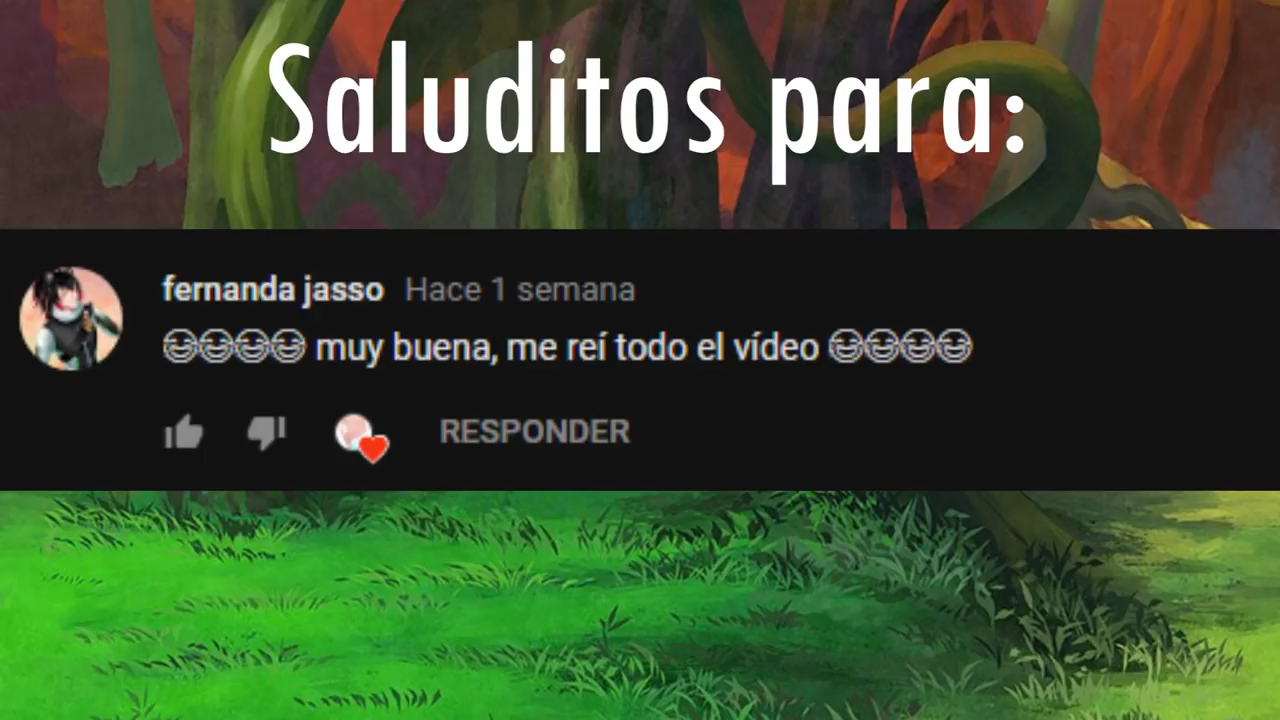 Saluditos para:
fernanda jasso Hace 1 semana
😂😂😂😂 muy buena, me reí todo el vídeo 😂😂😂😂
RESPONDER